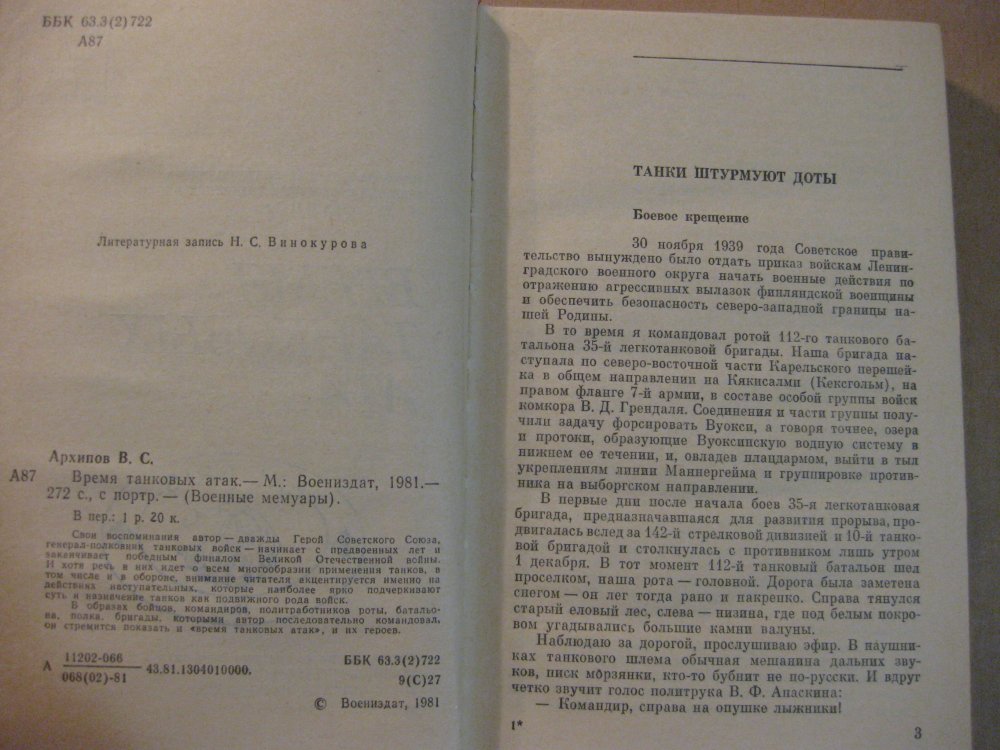 ББК 63.3(2)722
А87
Литературная запись Н. С. Винокурова
Архипов В. С.
А87
Время танковых атак.— М.: Воениздат, 1981.—
272 с., с портр. — (Военные мемуары).
В пер.: 1 р. 20 к.
Свои воспоминания автор — дважды Герой Советского Союза,
генерал-полковник танковых войск — начинает с предвоенных лет и
заканчивает победным финалом Великой Отечественной войны.
И хотя речь в них идет о всем многообразии применения танков, в
том числе и в обороне, внимание читателя акцентируется именно на
действиях наступательных, которые наиболее ярко подчеркивают
суть и назначение танков как подвижного рода войск.
В образах бойцов, командиров, политработников роты, батальо-
на, полка, бригады, которыми автор последовательно командовал,
он стремится показать и «время танковых атак», и их героев.
А 11202-066
068(02)-81
43.81.1304010000.
ББК 63.3(2)722
9(С)27
© Воениздат, 1981
ТАНКИ ШТУРМУЮТ ДОТЫ
Боевое крещение
30 ноября 1939 года Советское прави-
тельство вынуждено было отдать приказ войскам Ленин-
градского военного округа начать военные действия по
отражению агрессивных вылазок финляндской военщины
и обеспечить безопасность северо-западной границы на-
шей Родины.
В то время я командовал ротой 112-го танкового ба-
тальона 35-й легкотанковой бригады. Наша бригада на-
ступала по северо-восточной части Карельского перешей-
ка в общем направлении на Кякисалми (Кексгольм), на
правом фланге 7-й армии, в составе особой группы войск
комкора В. Д. Грендаля. Соединения и части группы полу-
чили задачу форсировать Вуокси, а говоря точнее, озера
и протоки, образующие Вуоксинскую водную систему в
нижнем ее течении, и, овладев плацдармом, выйти в тыл
укреплениям линии Маннергейма и группировке против-
ника на выборгском направлении.
В первые дни после начала боев 35-я легкотанковая
бригада, предназначавшаяся для развития прорыва, про-
двигалась вслед за 142-й стрелковой дивизией и 10-й танко-
вой бригадой и столкнулась с противником лишь утром
1 декабря. В тот момент 112-й танковый батальон шел
проселком, наша рота — головной. Дорога была заметена
снегом — он лег тогда рано и накрепко. Справа тянулся
старый еловый лес, слева — низина, где под белым покро-
вом угадывались большие камни валуны.
Наблюдаю за дорогой, прослушиваю эфир. В наушни-
ках танкового шлема обычная мешанина дальних зву-
ков, писк морзянки, кто-то бубнит не по-русски. И вдруг
четко звучит голос политрука В. Ф. Апаскина:
— Командир, справа на опушке лыжники!
1*
3